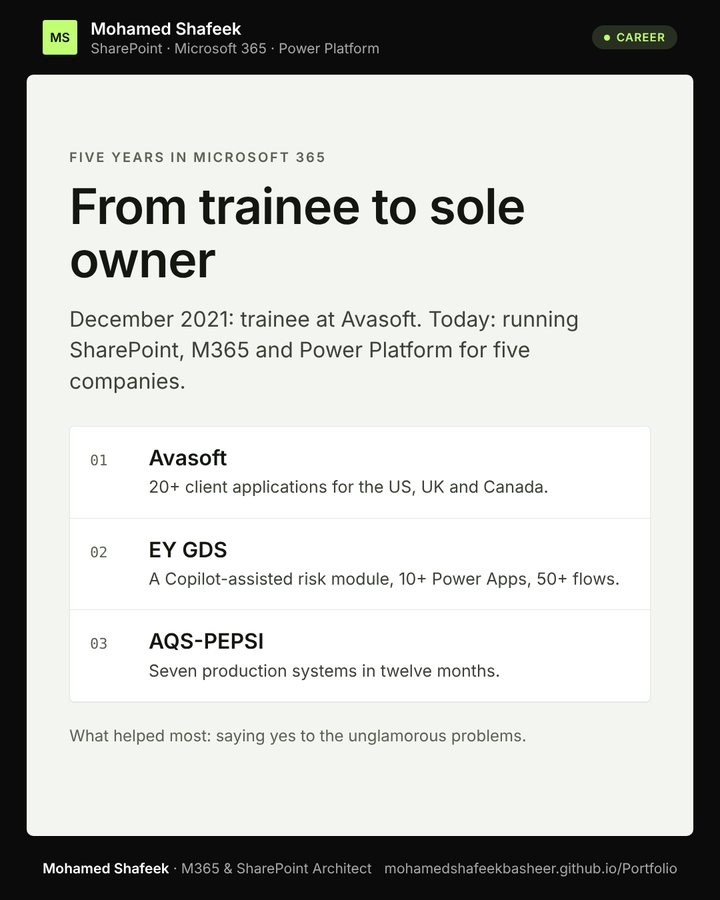 MS
Mohamed Shafeek
SharePoint · Microsoft 365 · Power Platform
CAREER
FIVE YEARS IN MICROSOFT 365
From trainee to sole
owner
December 2021: trainee at Avasoft. Today: running
SharePoint, M365 and Power Platform for five
companies.
01
Avasoft
20+ client applications for the US, UK and Canada.
02
EY GDS
A Copilot-assisted risk module, 10+ Power Apps, 50+ flows.
03
AQS-PEPSI
Seven production systems in twelve months.
What helped most: saying yes to the unglamorous problems.
Mohamed Shafeek · M365 & SharePoint Architect mohamedshafeekbasheer.github.io/Portfolio